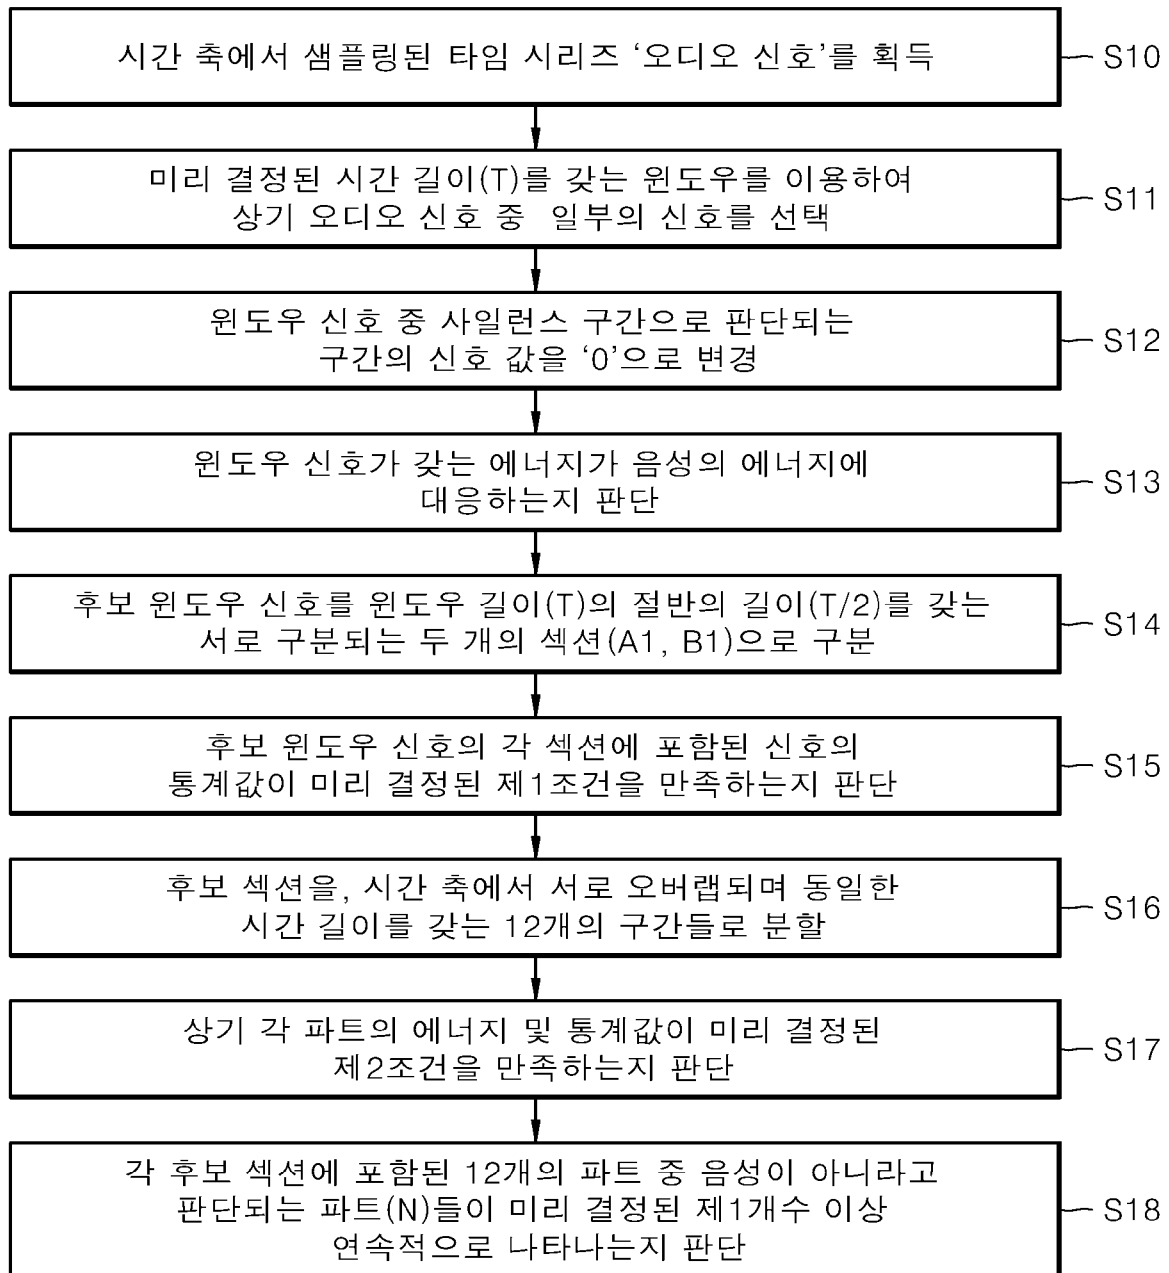 시간 축에서 샘플링된 타임 시리즈 ‘오디오 신호’를 획득
S10
미리 결정된 시간 길이(T)를 갖는 윈도우를 이용하여
상기 오디오 신호 중 일부의 신호를 선택
S11
윈도우 신호 중 사일런스 구간으로 판단되는
구간의 신호 값을 ‘0’으로 변경
S12
윈도우 신호가 갖는 에너지가 음성의 에너지에
대응하는지 판단
S13
후보 윈도우 신호를 윈도우 길이(T)의 절반의 길이(T/2)를 갖는
서로 구분되는 두 개의 섹션(A1, B1)으로 구분
S14
후보 윈도우 신호의 각 섹션에 포함된 신호의
통계값이 미리 결정된 제1조건을 만족하는지 판단
S15
후보 섹션을, 시간 축에서 서로 오버랩되며 동일한
시간 길이를 갖는 12개의 구간들로 분할
S16
상기 각 파트의 에너지 및 통계값이 미리 결정된
제2조건을 만족하는지 판단
S17
각 후보 섹션에 포함된 12개의 파트 중 음성이 아니라고
판단되는 파트(N)들이 미리 결정된 제1개수 이상
연속적으로 나타나는지 판단
S18